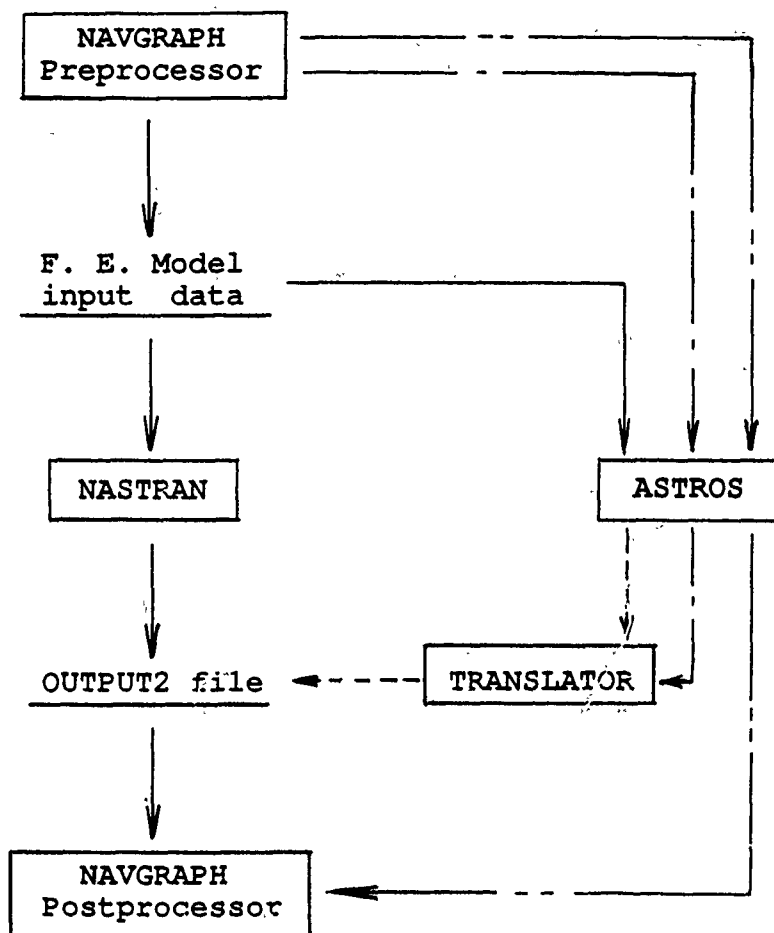 NAVGRAPH
Preprocessor
F. E. Model
input data
NASTRAN
ASTROS
OUTPUT2 file
TRANSLATOR
NAVGRAPH
Postprocessor